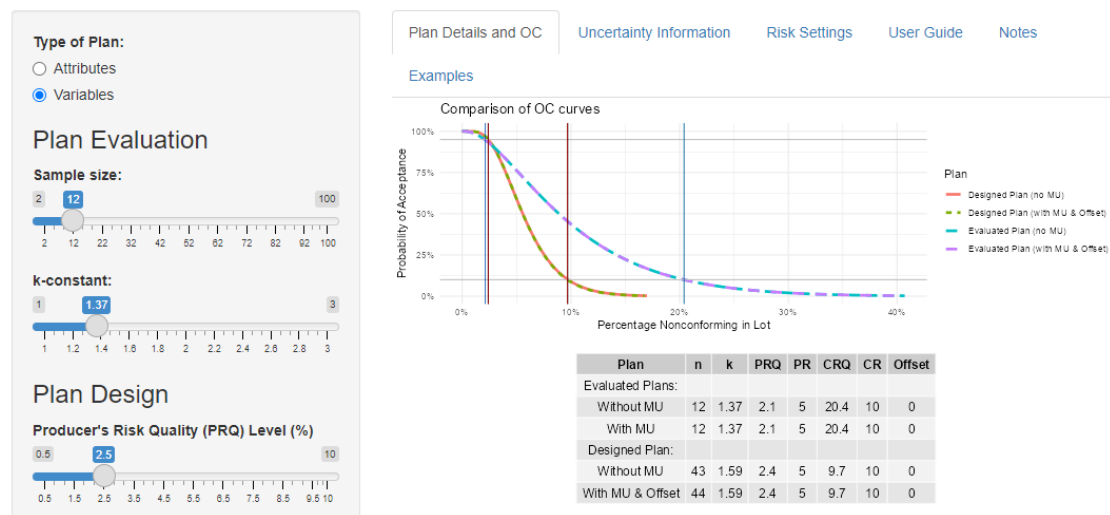 Type of Plan:
Attributes
Variables
Plan Evaluation
Sample size:
2 12 100
2 12 22 32 42 52 62 72 82 92 100
k-constant:
1 1.37 3
1 1.2 1.4 1.6 1.8 2 2.2 2.4 2.6 2.8 3
Plan Design
Producer's Risk Quality (PRQ) Level (%)
0.5 2.5 10
0.5 1.5 2.5 3.5 4.5 5.5 6.5 7.5 8.5 9.5 10
Plan Details and OC Uncertainty Information Risk Settings User Guide Notes
Examples
Comparison of OC curves
Probability of Acceptance
100%
75%
50%
25%
0%
0% 10% 20% 30% 40%
Percentage Nonconforming in Lot
Plan
Designed Plan (no MU)
Designed Plan (with MU & Offset)
Evaluated Plan (no MU)
Evaluated Plan (with MU & Offset)
Plan n k PRQ PR CRQ CR Offset
Evaluated Plans:
Without MU 12 1.37 2.1 5 20.4 10 0
With MU 12 1.37 2.1 5 20.4 10 0
Designed Plan:
Without MU 43 1.59 2.4 5 9.7 10 0
With MU & Offset 44 1.59 2.4 5 9.7 10 0